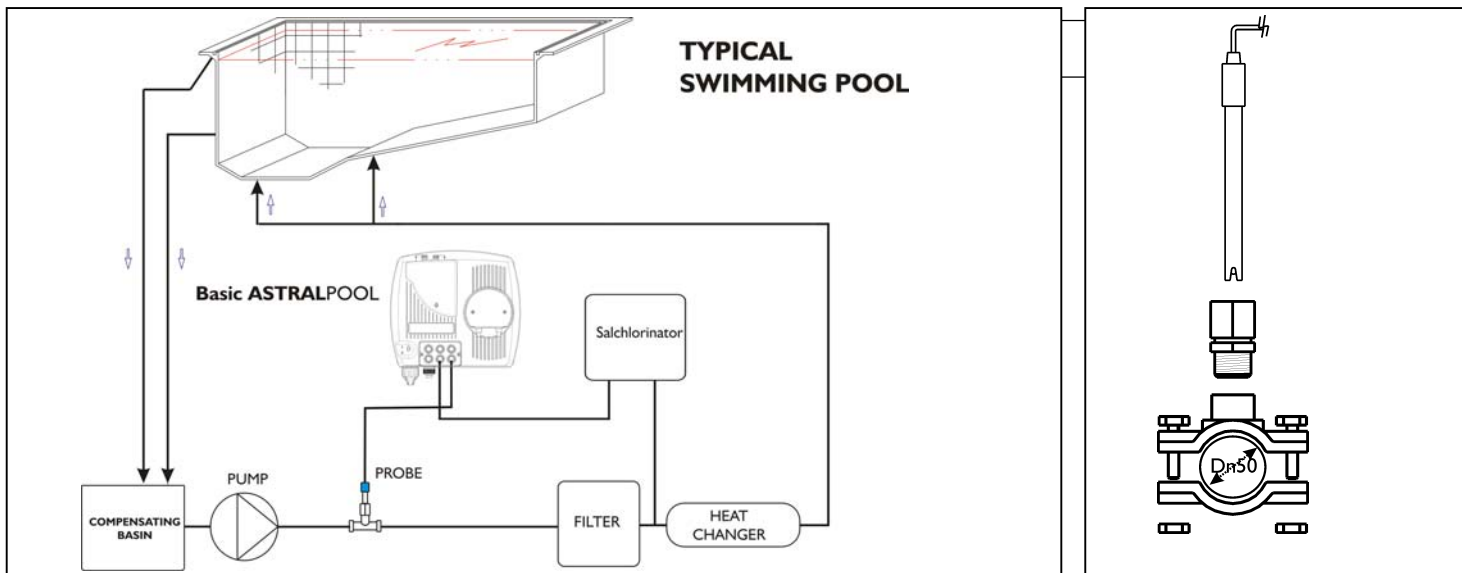 TYPICAL
SWIMMING POOL
Basic ASTRALPOOL
Salchlorinator
PUMP
PROBE
COMPENSATING
BASIN
FILTER
HEAT
CHANGER
Dn50